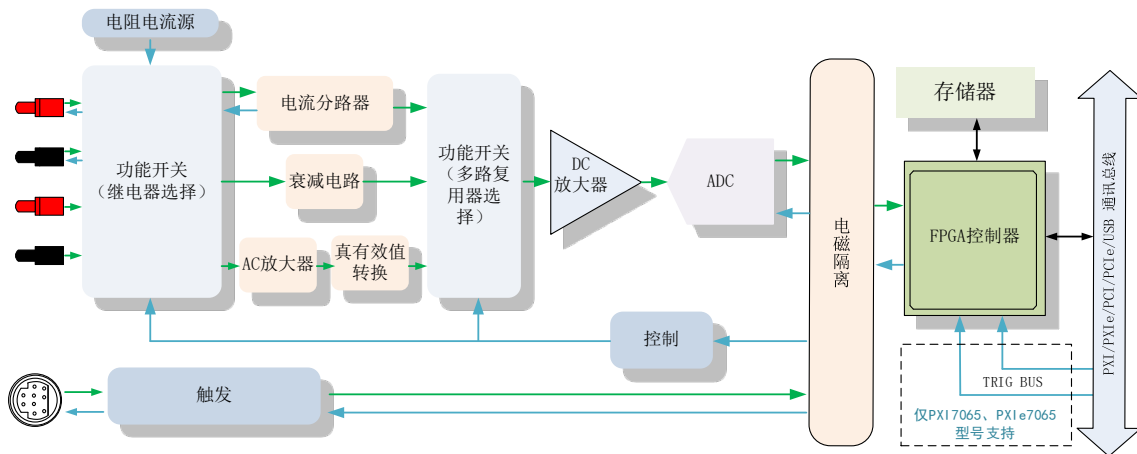 电阻电流源
功能开关
（继电器选择）
电流分路器
衰减电路
AC放大器
真有效值
转换
功能开关
（多路复
用器选
择）
DC
放大器
ADC
控制
触发
电磁隔离
存储器
FPGA控制器
TRIG BUS
仅PXI7065、PXIe7065
型号支持
PXI/PXIe/PCI/PCIe/USB 通讯总线